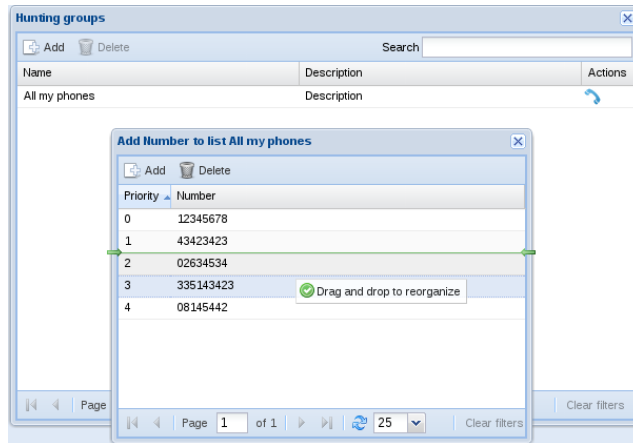 Hunting groups
Add Delete Search
Name Description Actions
All my phones Description
Add Number to list All my phones
Add Delete
Priority Number
0 12345678
1 43423423
2 02634534
3 335143423
Drag and drop to reorganize
4 08145442
Page Clear filters
Page 1 of 1 25 Clear filters